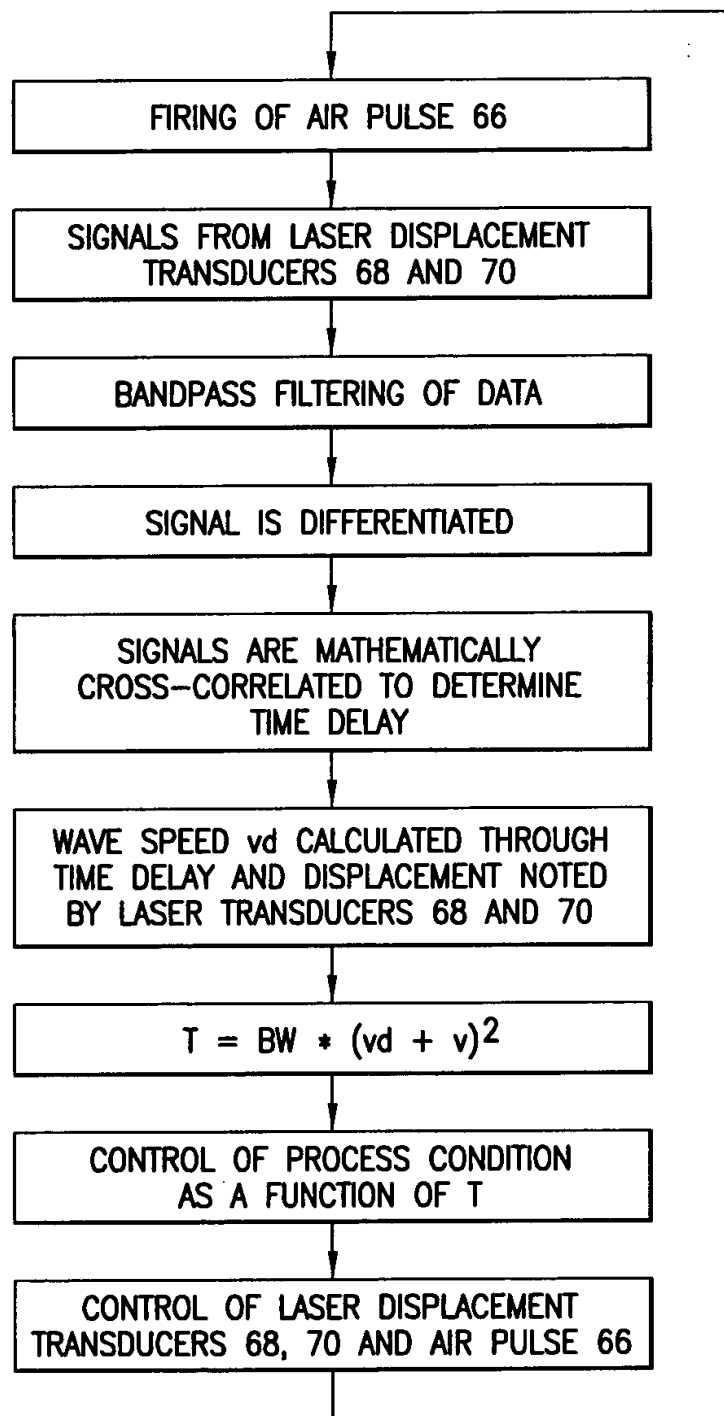 FIRING OF AIR PULSE 66
SIGNALS FROM LASER DISPLACEMENT
TRANSDUCERS 68 AND 70
BANDPASS FILTERING OF DATA
SIGNAL IS DIFFERENTIATED
SIGNALS ARE MATHEMATICALLY
CROSS-CORRELATED TO DETERMINE
TIME DELAY
WAVE SPEED vd CALCULATED THROUGH
TIME DELAY AND DISPLACEMENT NOTED
BY LASER TRANSDUCERS 68 AND 70
T = BW * (vd + v)²
CONTROL OF PROCESS CONDITION
AS A FUNCTION OF T
CONTROL OF LASER DISPLACEMENT
TRANSDUCERS 68, 70 AND AIR PULSE 66